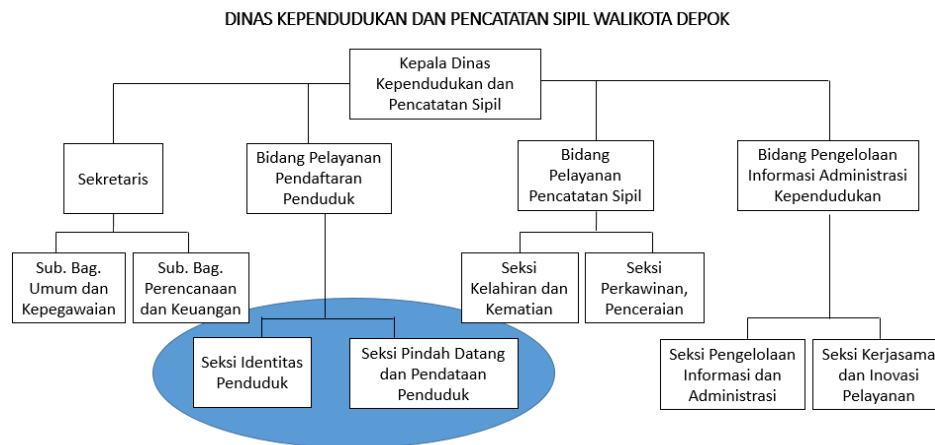 DINAS KEPENDUDUKAN DAN PENCATATAN SIPIL WALIKOTA DEPOK
Kepala Dinas
Kependudukan dan
Pencatatan Sipil
Sekretaris
Bidang Pelayanan
Pendaftaran
Penduduk
Bidang
Pelayanan
Pencatatan Sipil
Bidang Pengelolaan
Informasi Administrasi
Kependudukan
Sub. Bag.
Umum dan
Kepegawaian
Sub. Bag.
Perencanaan
dan Keuangan
Seksi
Kelahiran dan
Kematian
Seksi
Perkawinan,
Penceraian
Seksi Identitas
Penduduk
Seksi Pindah Datang
dan Pendataan
Penduduk
Seksi Pengelolaan
Informasi dan
Administrasi
Seksi Kerjasama
dan Inovasi
Pelayanan